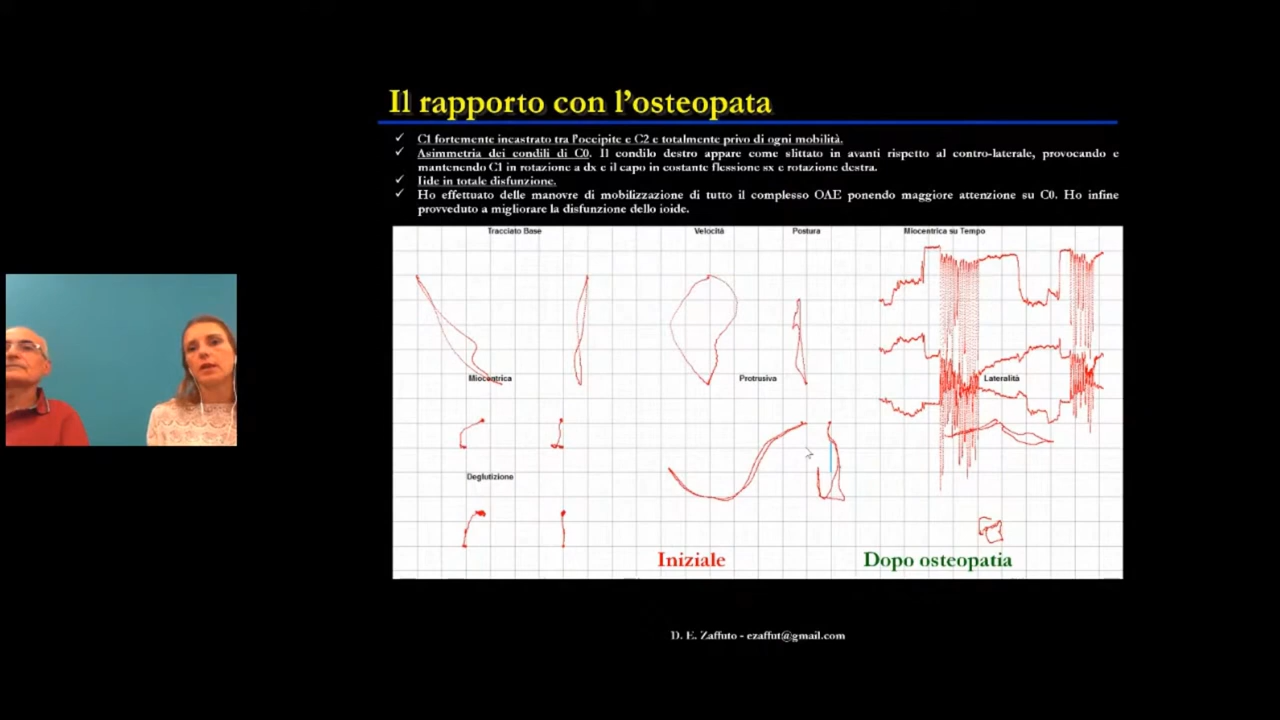 Il rapporto con l'osteopata
✓ C1 fortemente incastrato tra l'occipite e C2 e totalmente privo di ogni mobilità.
✓ Asimmetria dei condili di C0. Il condilo destro appare come slittato in avanti rispetto al contro-laterale, provocando e
mantenendo C1 in rotazione a dx e il capo in costante flessione sx e rotazione destra.
✓ Iide in totale disfunzione.
✓ Ho effettuato delle manovre di mobilizzazione di tutto il complesso OAE ponendo maggiore attenzione su C0. Ho infine
provveduto a migliorare la disfunzione dello ioide.
Tracciato Base Velocità Postura Miocentrica su Tempo
Miocentrica Protrusiva Lateralità
Deglutizione
Iniziale Dopo osteopatia
D. E. Zaffuto - ezaffut@gmail.com